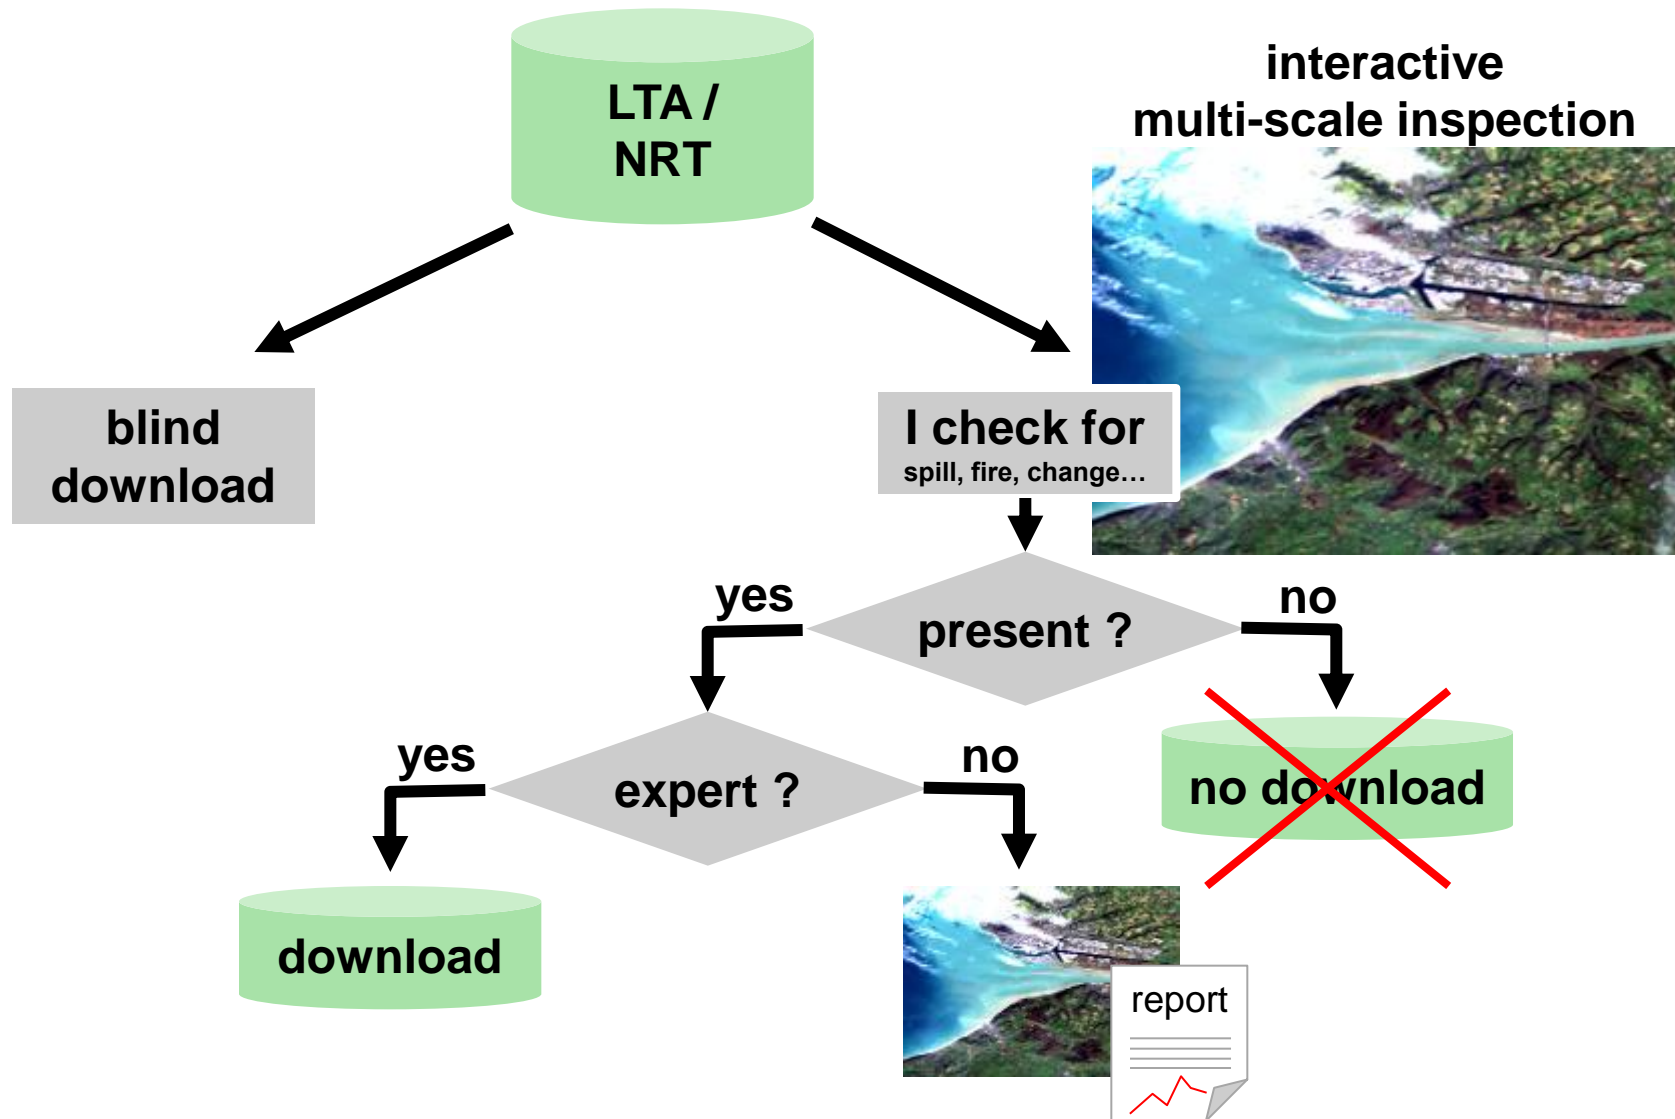 LTA /
NRT
interactive
multi-scale inspection
blind
download
I check for
spill, fire, change…
yes
present ?
no
yes
expert ?
no
no download
download
report